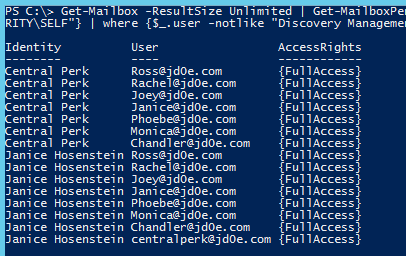 PS C:\> Get-Mailbox -ResultSize Unlimited | Get-MailboxPe
RITY\SELF"} | where {$_.user -notlike "Discovery Manageme
Identity User AccessRights
-------- ---- ------------
Central Perk Ross@jd0e.com {FullAccess}
Central Perk Rachel@jd0e.com {FullAccess}
Central Perk Joey@jd0e.com {FullAccess}
Central Perk Janice@jd0e.com {FullAccess}
Central Perk Phoebe@jd0e.com {FullAccess}
Central Perk Monica@jd0e.com {FullAccess}
Central Perk Chandler@jd0e.com {FullAccess}
Janice Hosenstein Ross@jd0e.com {FullAccess}
Janice Hosenstein Rachel@jd0e.com {FullAccess}
Janice Hosenstein Joey@jd0e.com {FullAccess}
Janice Hosenstein Janice@jd0e.com {FullAccess}
Janice Hosenstein Phoebe@jd0e.com {FullAccess}
Janice Hosenstein Monica@jd0e.com {FullAccess}
Janice Hosenstein Chandler@jd0e.com {FullAccess}
Janice Hosenstein centralperk@jd0e.com {FullAccess}